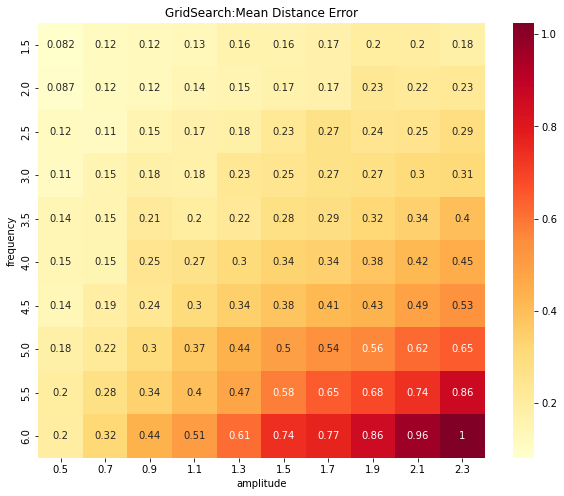 GridSearch:Mean Distance Error
1.5 0.082 0.12 0.12 0.13 0.16 0.16 0.17 0.2 0.2 0.18
2.0 0.087 0.12 0.12 0.14 0.15 0.17 0.17 0.23 0.22 0.23
2.5 0.12 0.11 0.15 0.17 0.18 0.23 0.27 0.24 0.25 0.29
3.0 0.11 0.15 0.18 0.18 0.23 0.25 0.27 0.27 0.3 0.31
3.5 0.14 0.15 0.21 0.2 0.22 0.28 0.29 0.32 0.34 0.4
4.0 0.15 0.15 0.25 0.27 0.3 0.34 0.34 0.38 0.42 0.45
4.5 0.14 0.19 0.24 0.3 0.34 0.38 0.41 0.43 0.49 0.53
5.0 0.18 0.22 0.3 0.37 0.44 0.5 0.54 0.56 0.62 0.65
5.5 0.2 0.28 0.34 0.4 0.47 0.58 0.65 0.68 0.74 0.86
6.0 0.2 0.32 0.44 0.51 0.61 0.74 0.77 0.86 0.96 1
0.5 0.7 0.9 1.1 1.3 1.5 1.7 1.9 2.1 2.3
amplitude
frequency
1.0
0.8
0.6
0.4
0.2